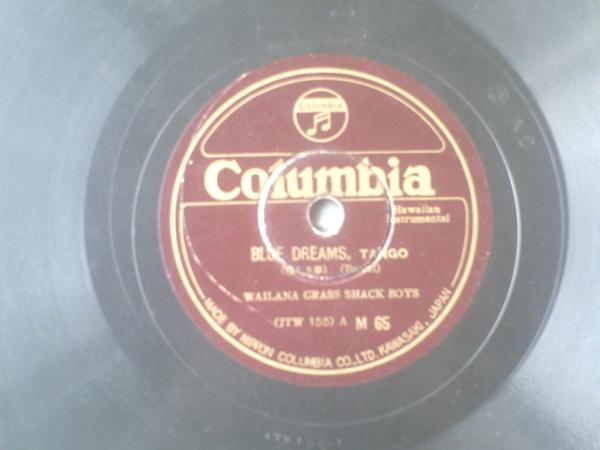 Columbia
Columbia
Hawaiian
Instrumental
BLUE DREAMS, TANGO
WAILANA GRASS SHACK BOYS
(JTW 155) A M 65
MADE BY NIPPON COLUMBIA CO., LTD. KAWASAKI, JAPAN